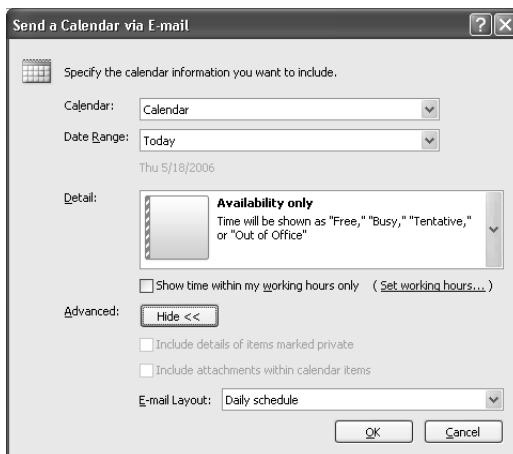 Send a Calendar via E-mail
Specify the calendar information you want to include.
Calendar: Calendar
Date Range: Today
Thu 5/18/2006
Detail: Availability only
Time will be shown as "Free," "Busy," "Tentative,"
or "Out of Office"
Show time within my working hours only ( Set working hours... )
Advanced: Hide <<
Include details of items marked private
Include attachments within calendar items
E-mail Layout: Daily schedule
OK Cancel